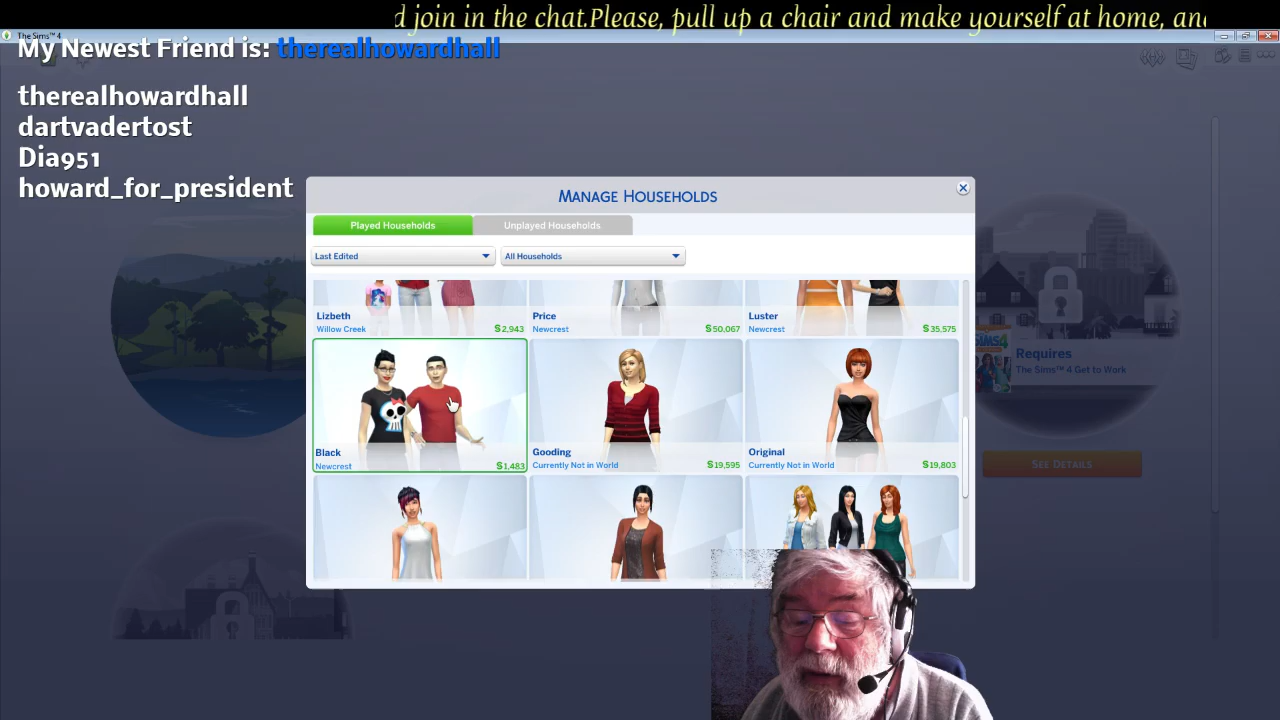 d join in the chat.Please, pull up a chair and make yourself at home, an
The Sims™ 4
My Newest Friend is: therealhowardhall
therealhowardhall
dartvadertost
Dia951
howard_for_president
Manage Households
Played Households
Unplayed Households
Last Edited
All Households
Lizbeth
Willow Creek
§2,943
Price
Newcrest
§50,067
Luster
Newcrest
§35,575
Black
Newcrest
§1,483
Gooding
Currently Not in World
§19,595
Original
Currently Not in World
§19,803
SIMS4
Requires
The Sims™ 4 Get to Work
See Details